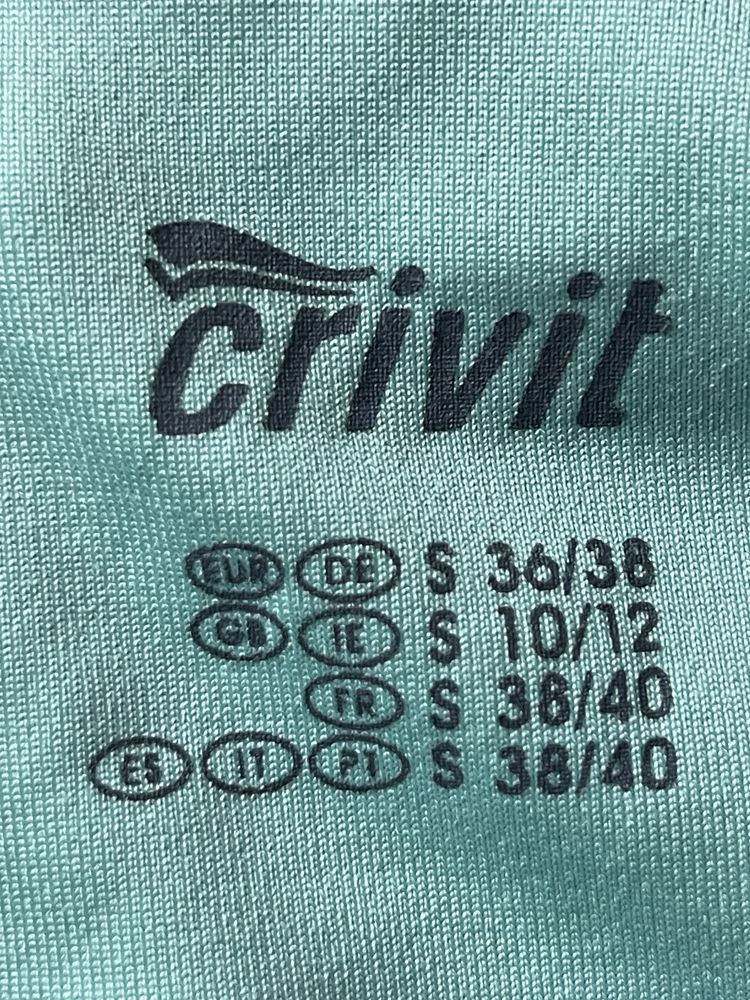 crivit
EUR DE S 36/38
GB IE S 10/12
FR S 38/40
ES IT PT S 38/40